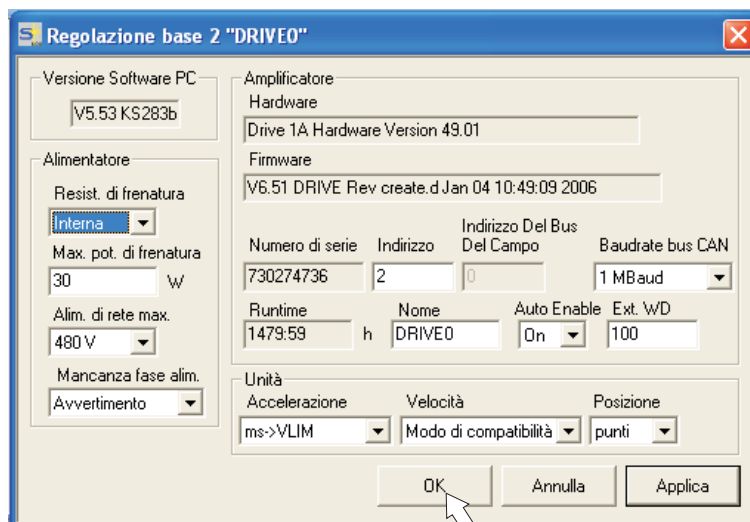 Regolazione base 2 "DRIVE0"
Versione Software PC
V5.53 KS283b
Alimentatore
Resist. di frenatura
Interna
Max. pot. di frenatura
30 W
Alim. di rete max.
480 V
Mancanza fase alim.
Avvertimento
Amplificatore
Hardware
Drive 1A Hardware Version 49.01
Firmware
V6.51 DRIVE Rev create.d Jan 04 10:49:09 2006
Numero di serie
730274736
Indirizzo
2
Indirizzo Del Bus
Del Campo
0
Baudrate bus CAN
1 MBaud
Runtime
1479:59 h
Nome
DRIVE0
Auto Enable
On
Ext. WD
100
Unità
Accelerazione
ms->VLIM
Velocità
Modo di compatibilità
Posizione
punti
OK
Annulla
Applica